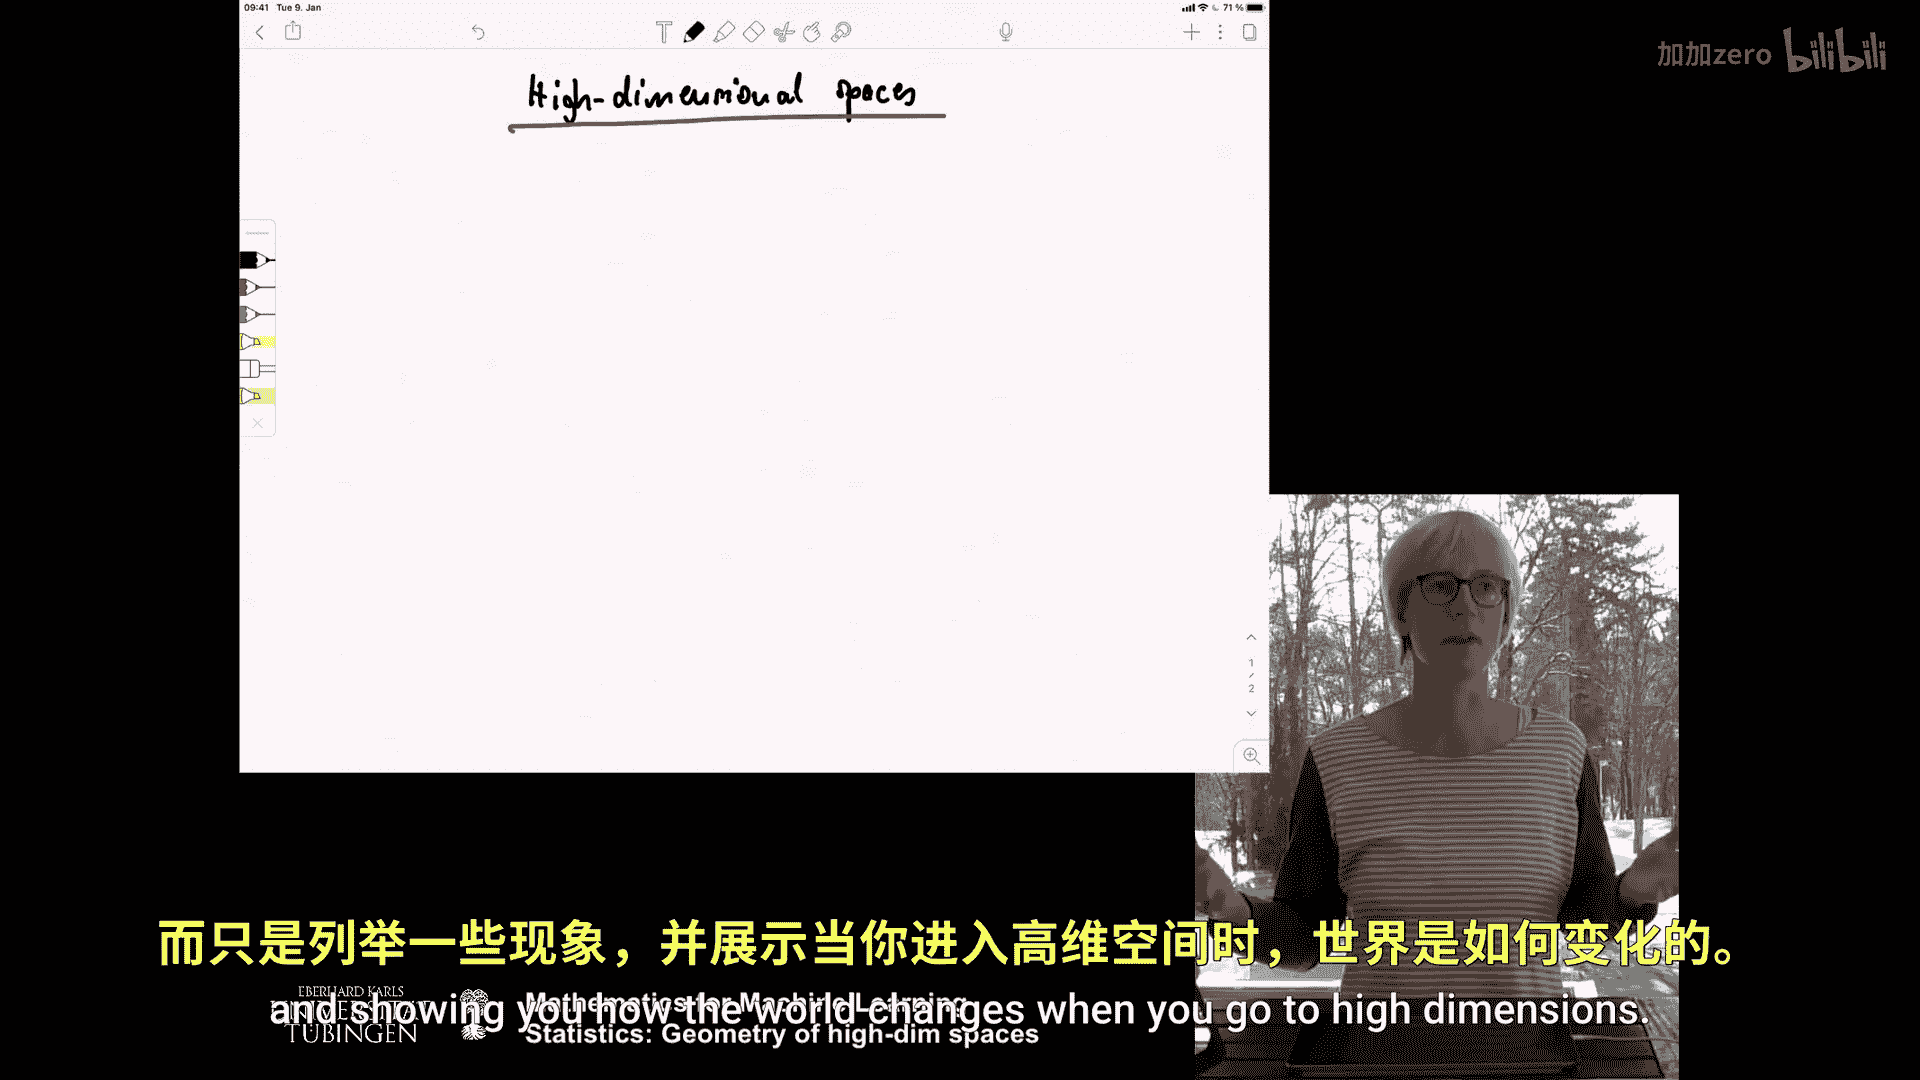 09:41 Tue 9. Jan
71 %
加加zero bilibili
High-dimensional spaces
1
2
而只是列举一些现象，并展示当你进入高维空间时，世界是如何变化的。
and showing you how the world changes when you go to high dimensions.
EBERHARD KARLS
UNIVERSITÄT
TÜBINGEN
Mathematics for Machine Learning
Statistics: Geometry of high-dim spaces